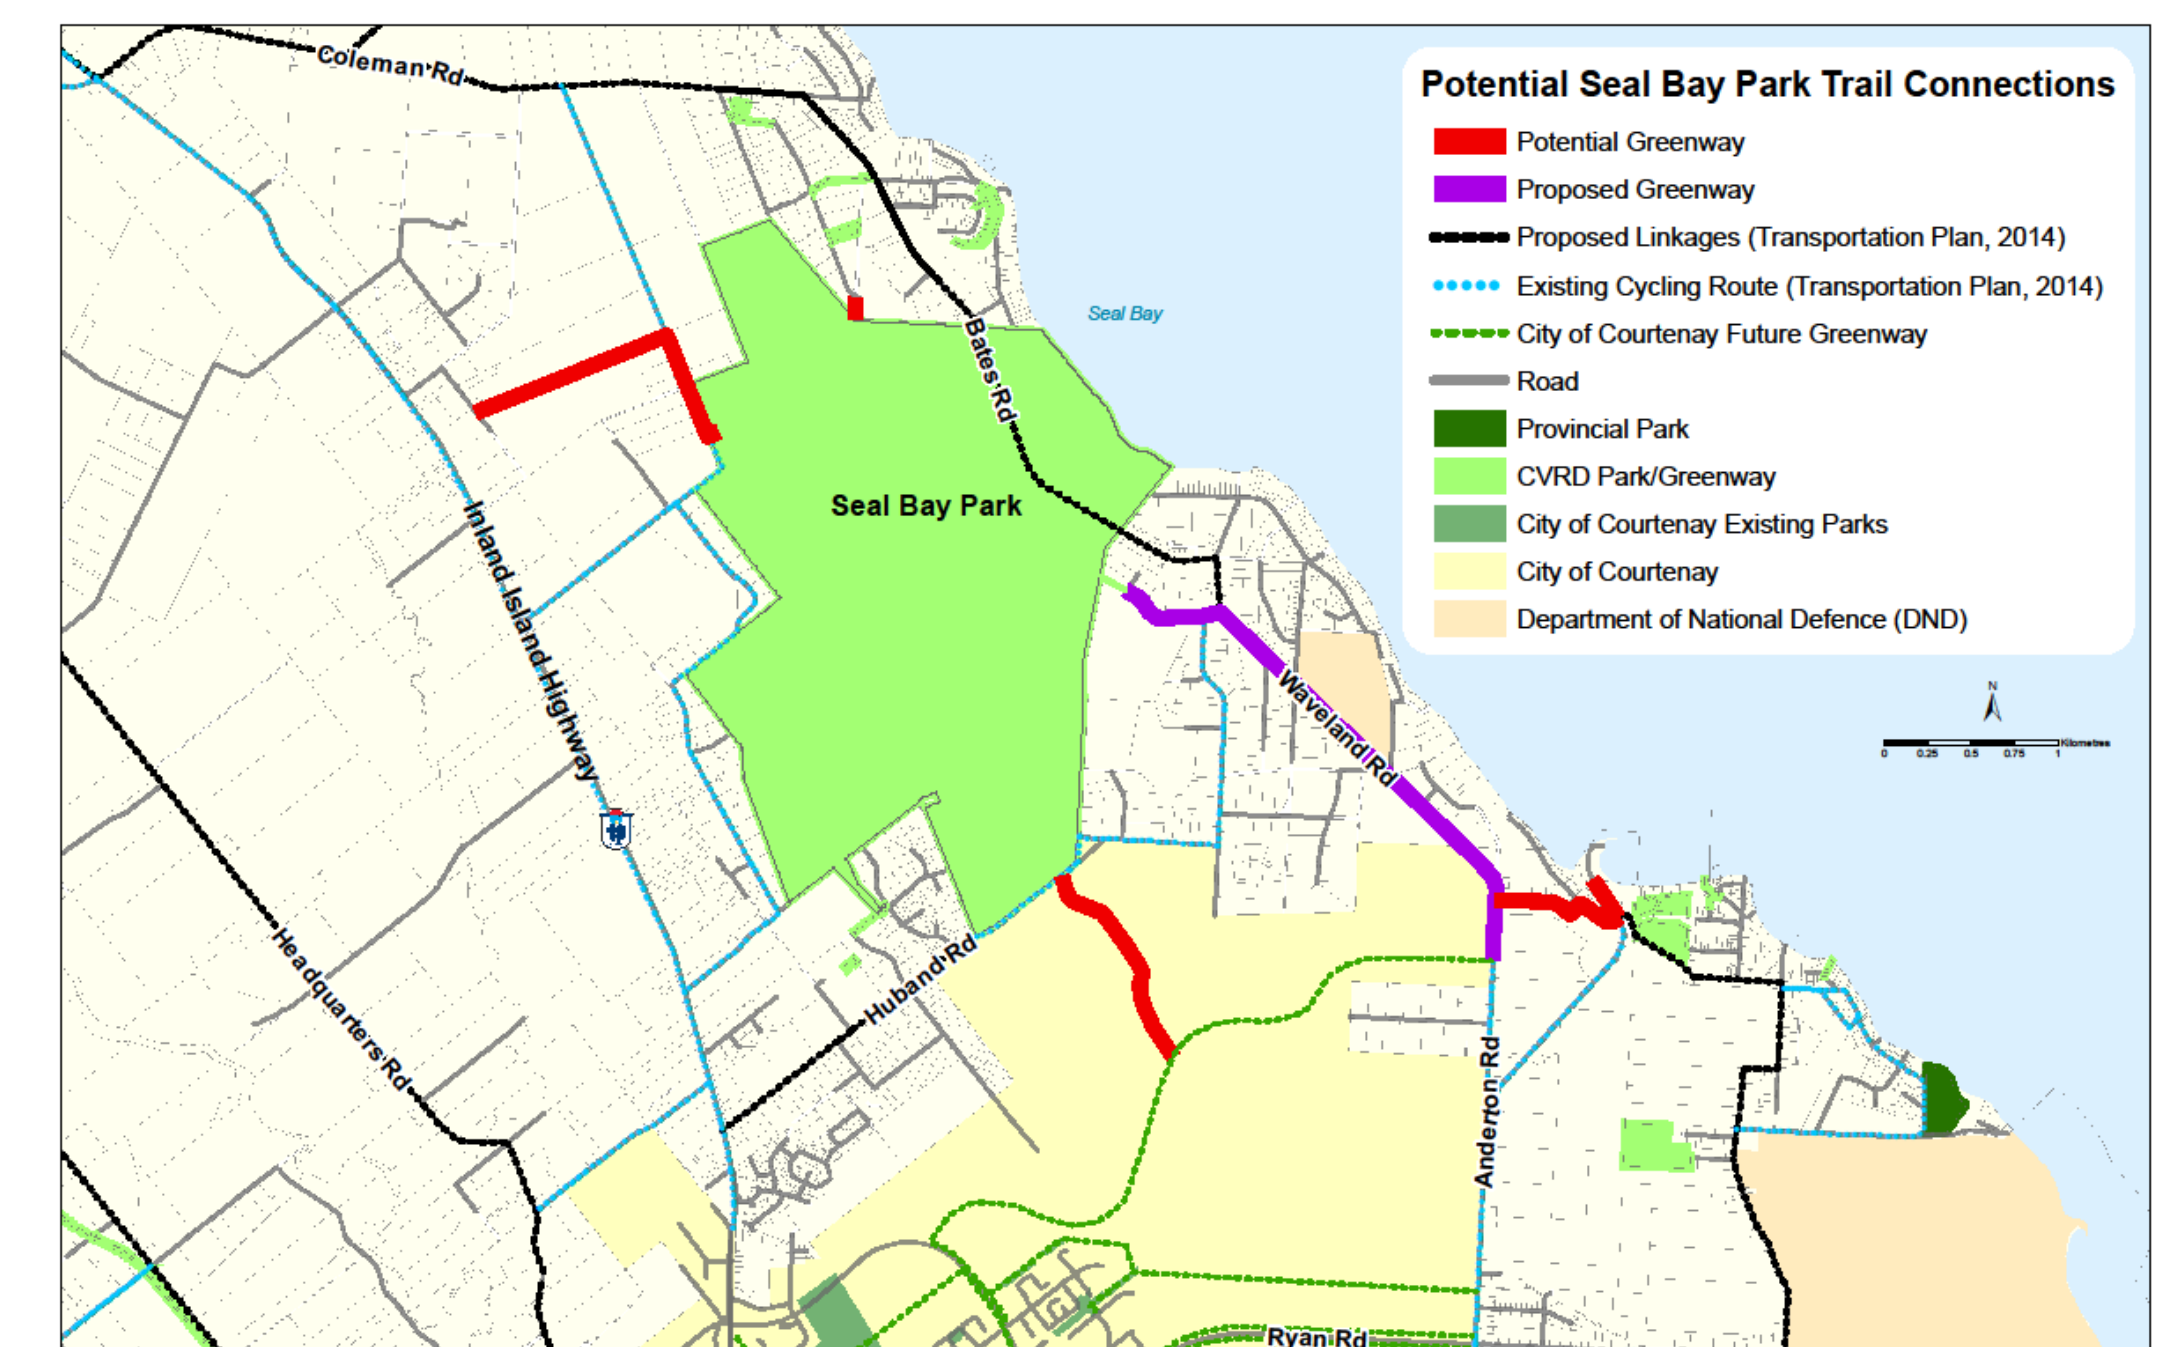 Coleman Rd
Potential Seal Bay Park Trail Connections
Potential Greenway
Proposed Greenway
Proposed Linkages (Transportation Plan, 2014)
Existing Cycling Route (Transportation Plan, 2014)
City of Courtenay Future Greenway
Road
Provincial Park
CVRD Park/Greenway
City of Courtenay Existing Parks
City of Courtenay
Department of National Defence (DND)
Seal Bay
Bates Rd
Seal Bay Park
Inland Island Highway
Waveland Rd
N
Kilometres
0 0.25 0.5 0.75 1
Headquarters Rd
Huband Rd
Anderton Rd
Ryan Rd